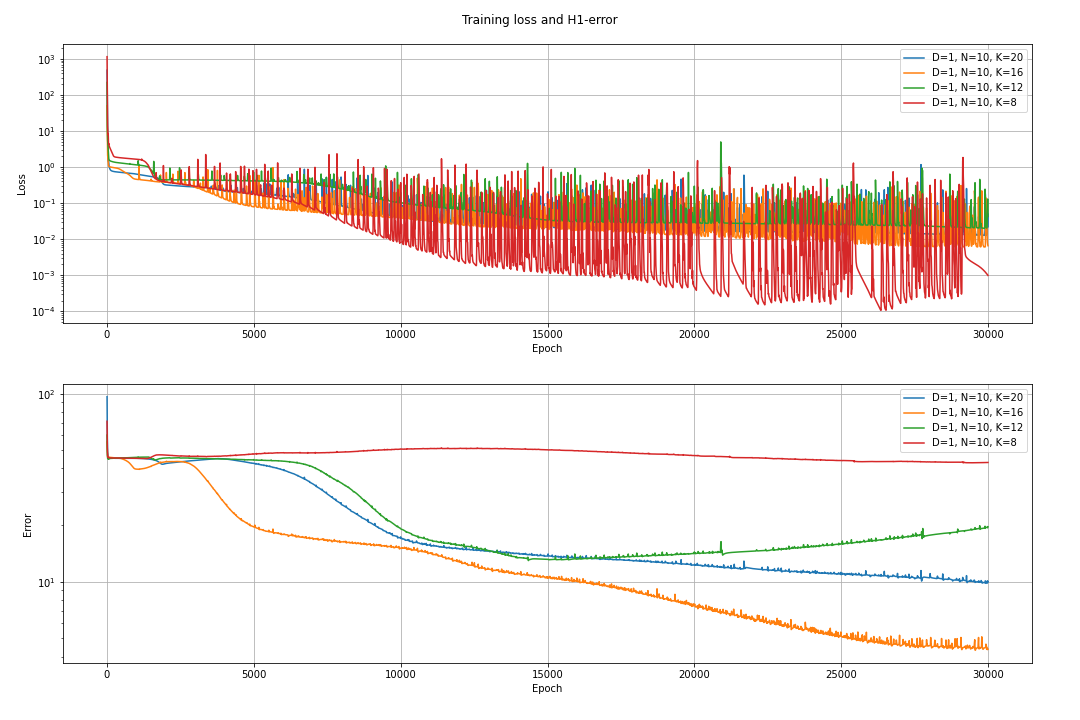 Training loss and H1-error
10³
10²
10¹
10⁰
10⁻¹
10⁻²
10⁻³
10⁻⁴
Loss
D=1, N=10, K=20
D=1, N=10, K=16
D=1, N=10, K=12
D=1, N=10, K=8
0 5000 10000 15000 20000 25000 30000
Epoch
10²
10¹
Error
D=1, N=10, K=20
D=1, N=10, K=16
D=1, N=10, K=12
D=1, N=10, K=8
0 5000 10000 15000 20000 25000 30000
Epoch